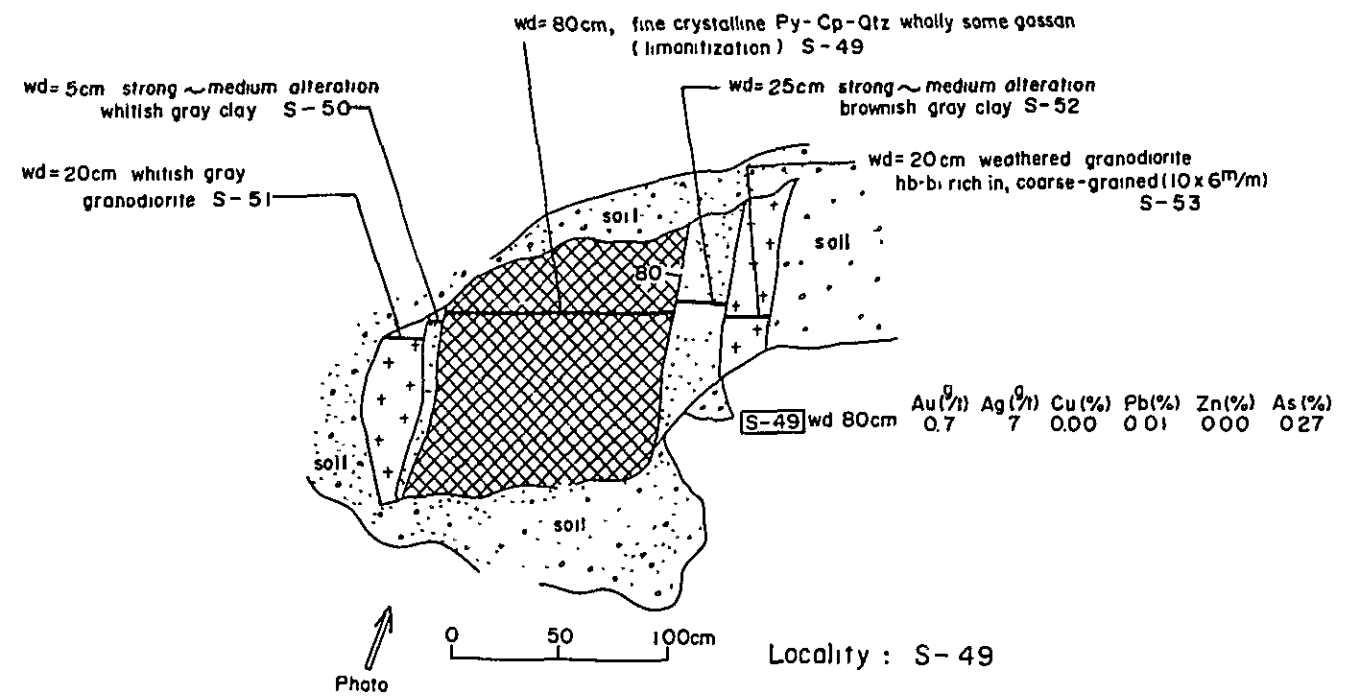 wd= 80cm, fine crystalline Py-Cp-Qtz wholly some gossan
(limonitization) S-49
wd= 5cm strong ~ medium alteration
whitish gray clay S-50
wd= 25cm strong ~ medium alteration
brownish gray clay S-52
wd= 20cm whitish gray
granodiorite S-51
wd= 20cm weathered granodiorite
hb-bi rich in, coarse-grained (10 x 6 m/m)
S-53
soil
soil
80
soil
soil
S-49 wd 80cm
Au(g/t) Ag(g/t) Cu(%) Pb(%) Zn(%) As(%)
0.7 7 0.00 0.01 0.00 0.27
0 50 100cm
Locality : S-49
Photo